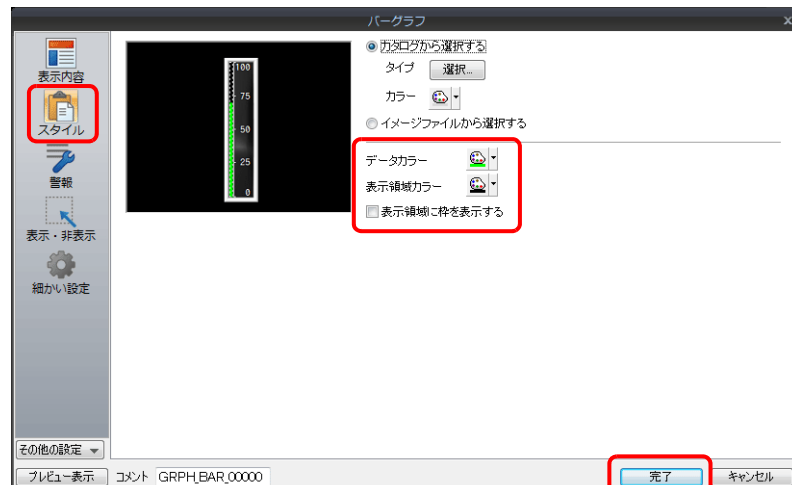 バーグラフ
×
表示内容
スタイル
警報
表示・非表示
細かい設定
その他の設定
100
75
50
25
0
カタログから選択する
タイプ 選択...
カラー
イメージファイルから選択する
データカラー
表示領域カラー
表示領域に枠を表示する
プレビュー表示 コメント GRPH_BAR_00000 完了 キャンセル